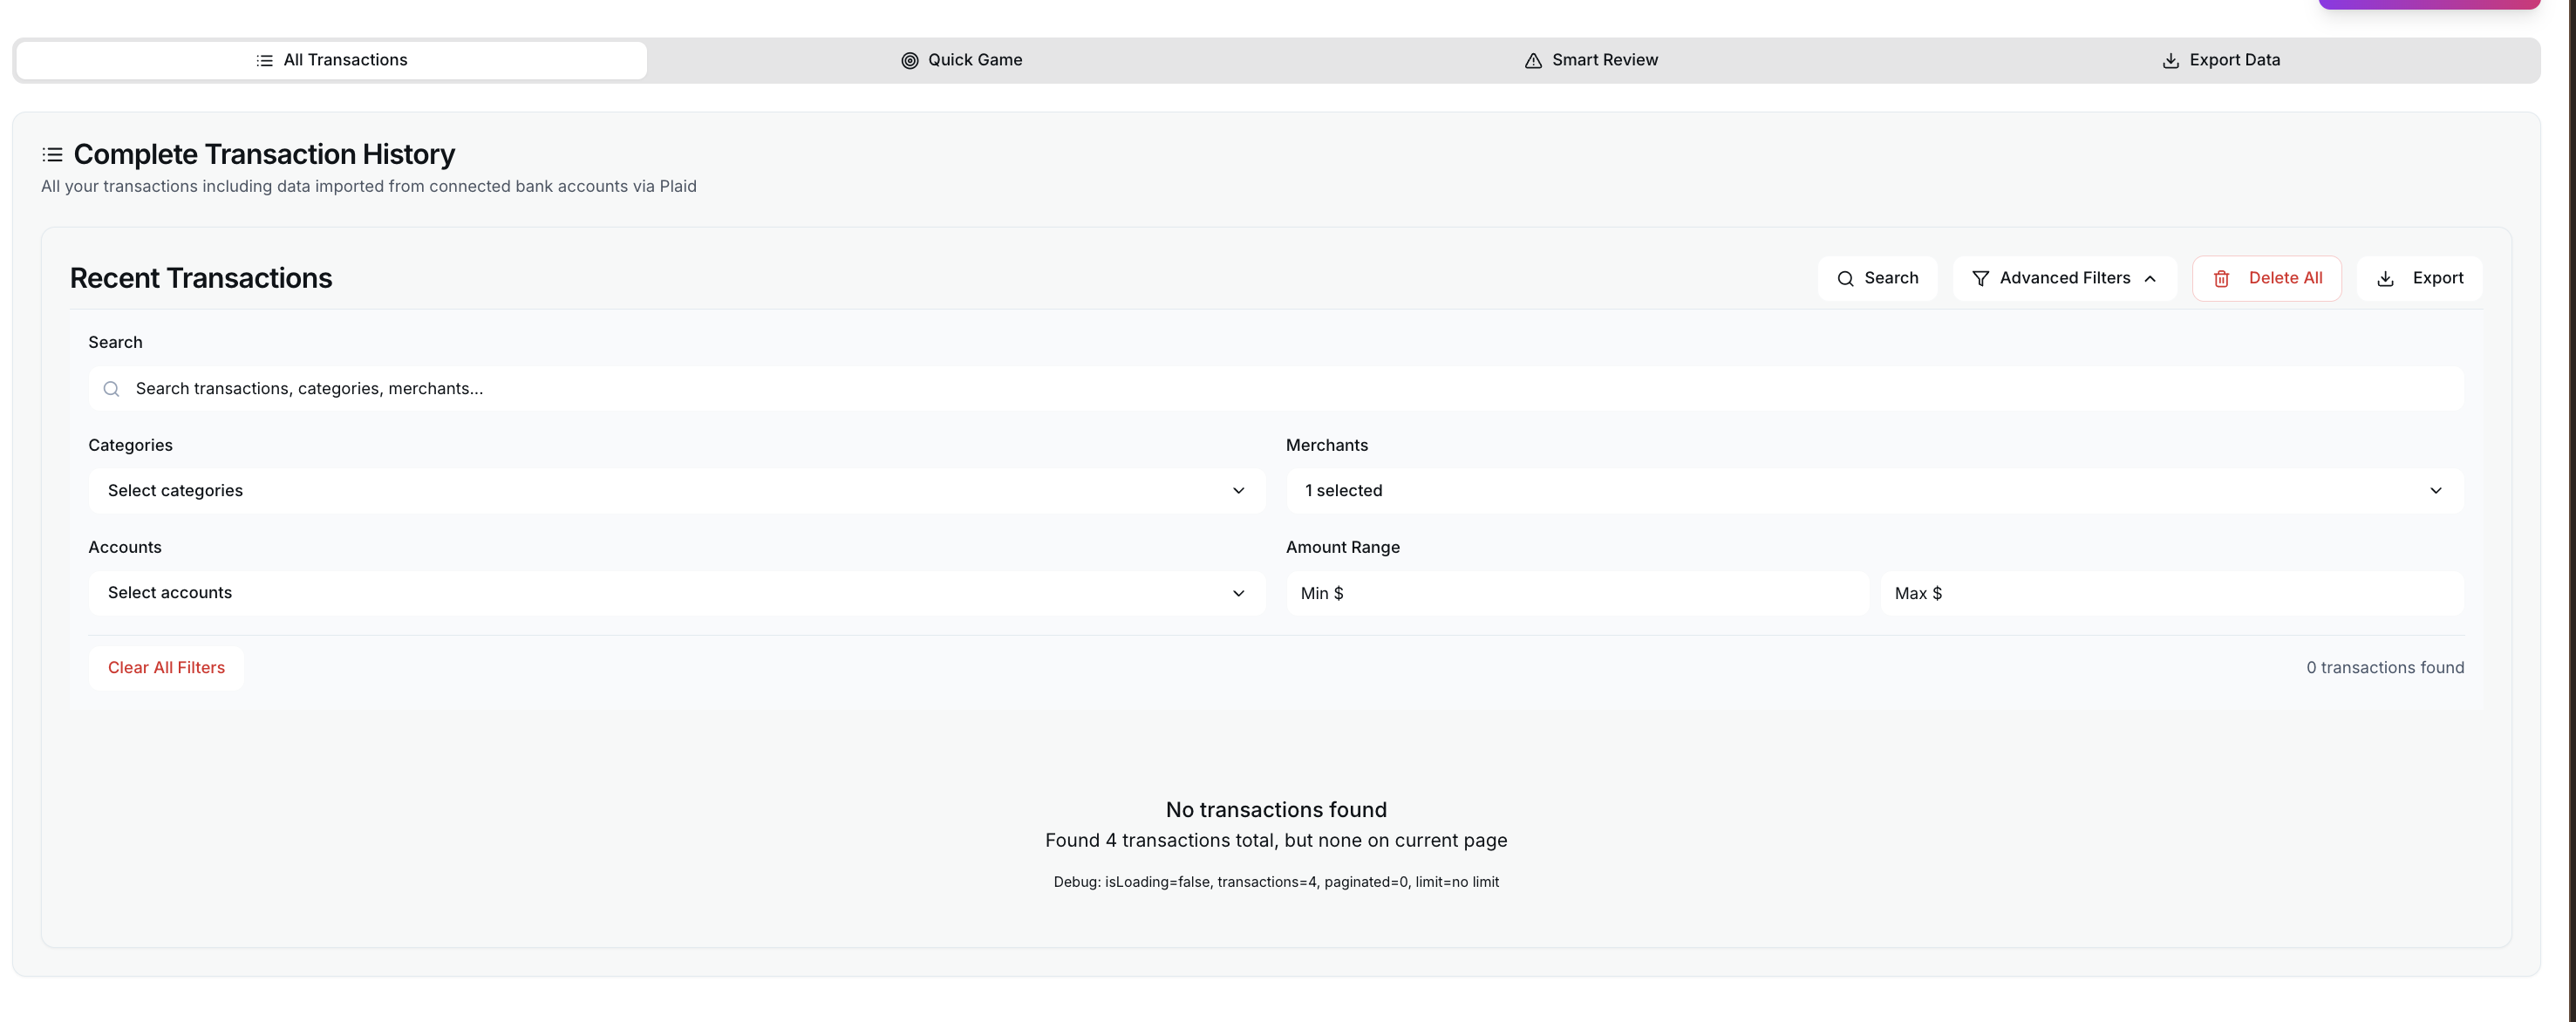 All Transactions
Quick Game
Smart Review
Export Data
Complete Transaction History
All your transactions including data imported from connected bank accounts via Plaid
Recent Transactions
Search
Advanced Filters
Delete All
Export
Search
Search transactions, categories, merchants...
Categories
Merchants
Select categories
1 selected
Accounts
Amount Range
Select accounts
Min $
Max $
Clear All Filters
0 transactions found
No transactions found
Found 4 transactions total, but none on current page
Debug: isLoading=false, transactions=4, paginated=0, limit=no limit